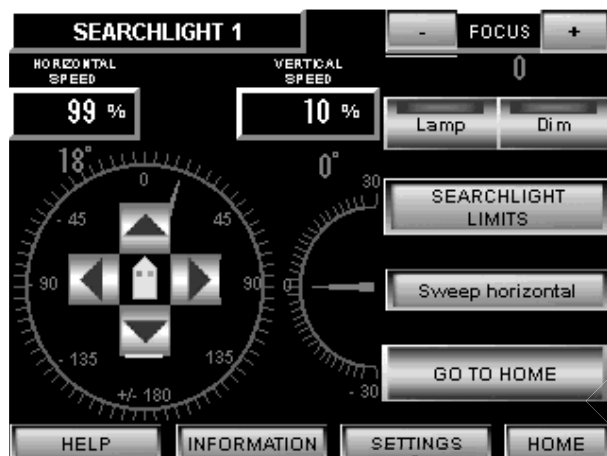 SEARCHLIGHT 1
- FOCUS +
0
HORIZONTAL
SPEED
VERTICAL
SPEED
99 %
10 %
Lamp
Dim
18°
0°
0
- 45
45
90
90
- 135
135
+/- 180
30
0
- 30
SEARCHLIGHT
LIMITS
Sweep horizontal
GO TO HOME
HELP
INFORMATION
SETTINGS
HOME